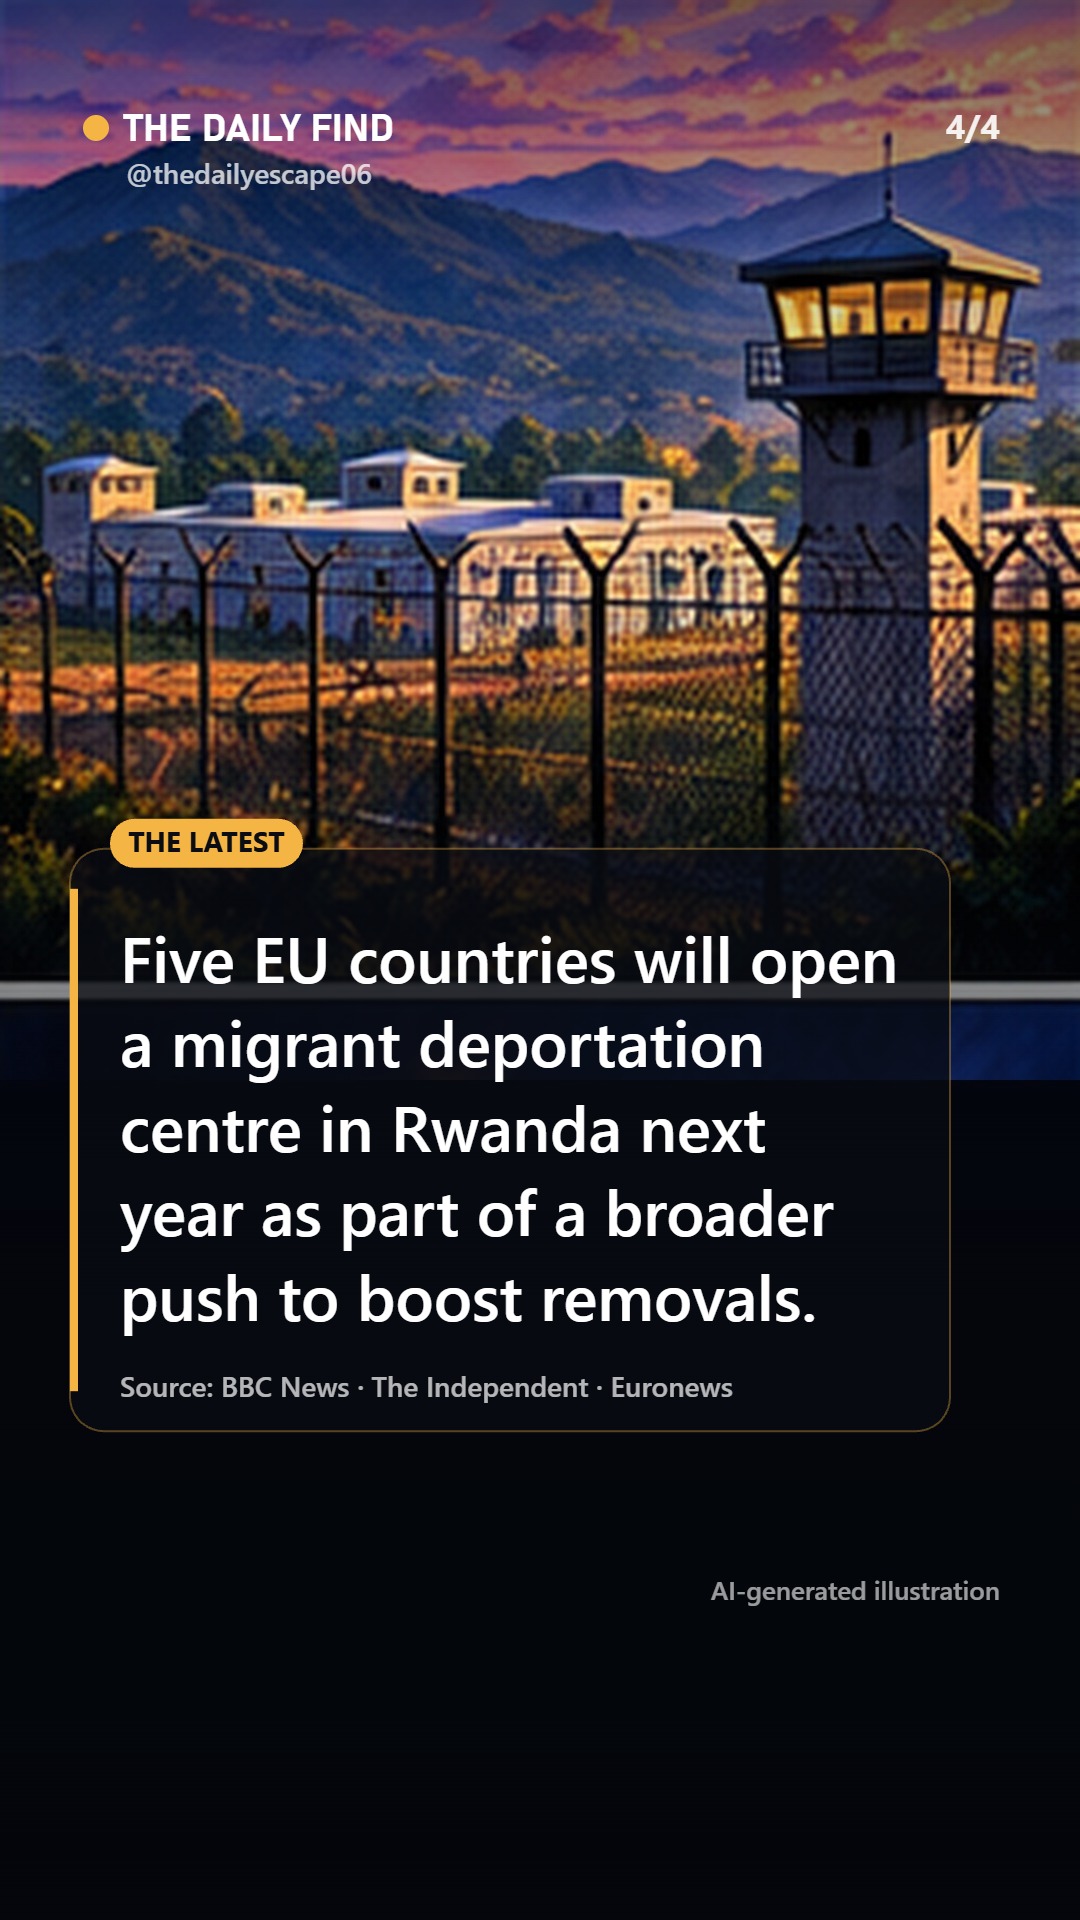 THE DAILY FIND
4/4
@thedailyescape06
THE LATEST
Five EU countries will open
a migrant deportation
centre in Rwanda next
year as part of a broader
push to boost removals.
Source: BBC News · The Independent · Euronews
AI-generated illustration